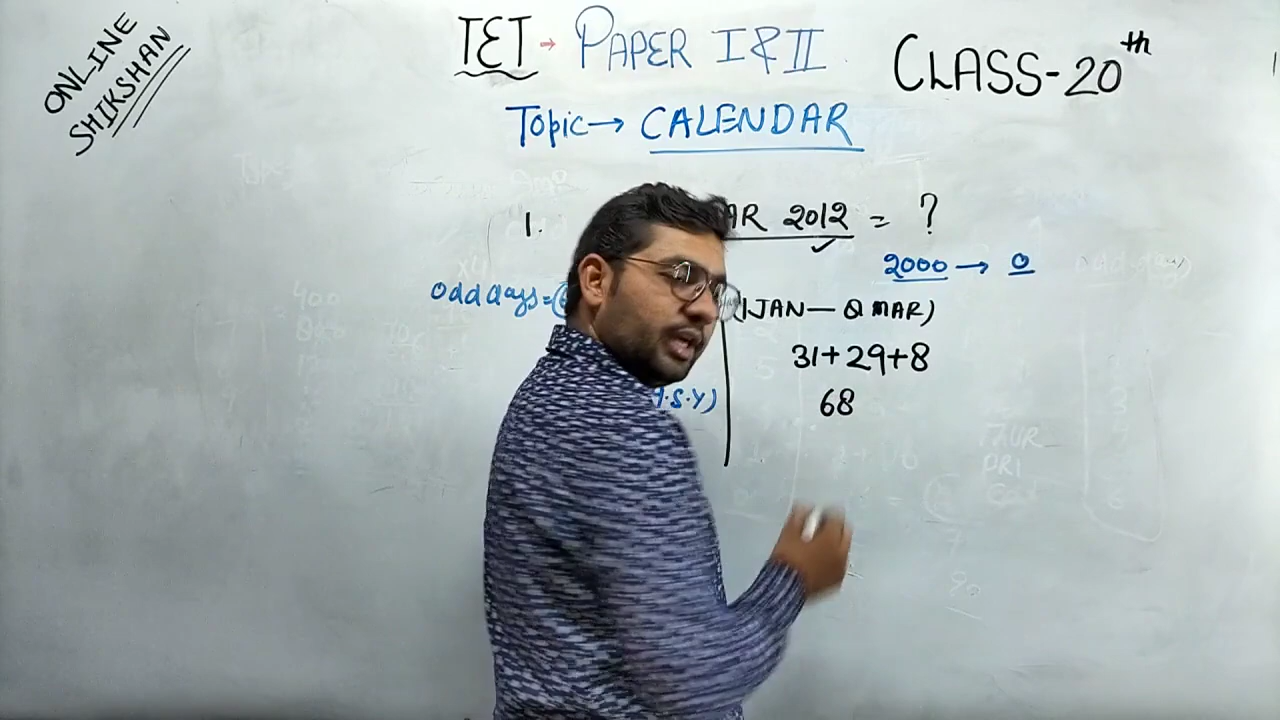 ONLINE
SHIKSHAN
TET → PAPER I & II
CLASS-20th
Topic → CALENDAR
1. AR 2012 = ?
2000 → 0
Odd days =
(1 JAN — 8 MAR)
31+29+8
.S.Y)
68